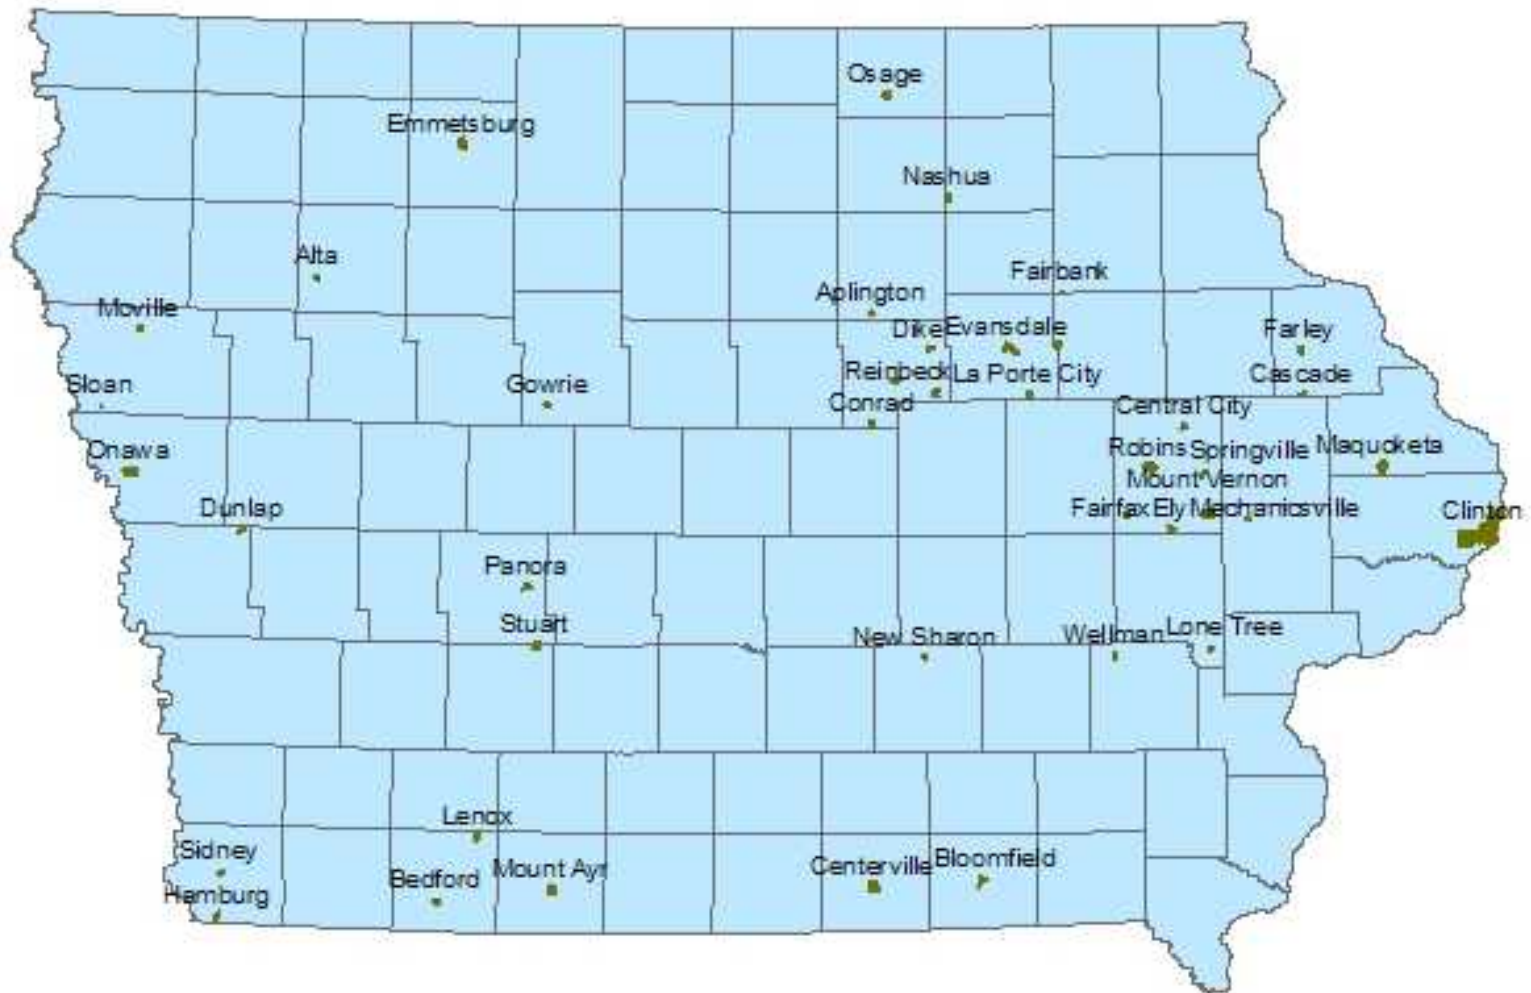 Osage
Emmetsburg
Nashua
Alta
Fairbank
Aplington
Moville
Dike Evansdale
Farley
Reinbeck La Porte City
Cascade
Sloan
Gowrie
Conrad
Central City
Onawa
Robins Springville Maquoketa
Mount Vernon
Dunlap
Fairfax Ely Mechanicsville
Clinton
Panora
Stuart
New Sharon
Wellman Lone Tree
Lenox
Sidney
Bedford
Mount Ayr
Centerville Bloomfield
Hamburg